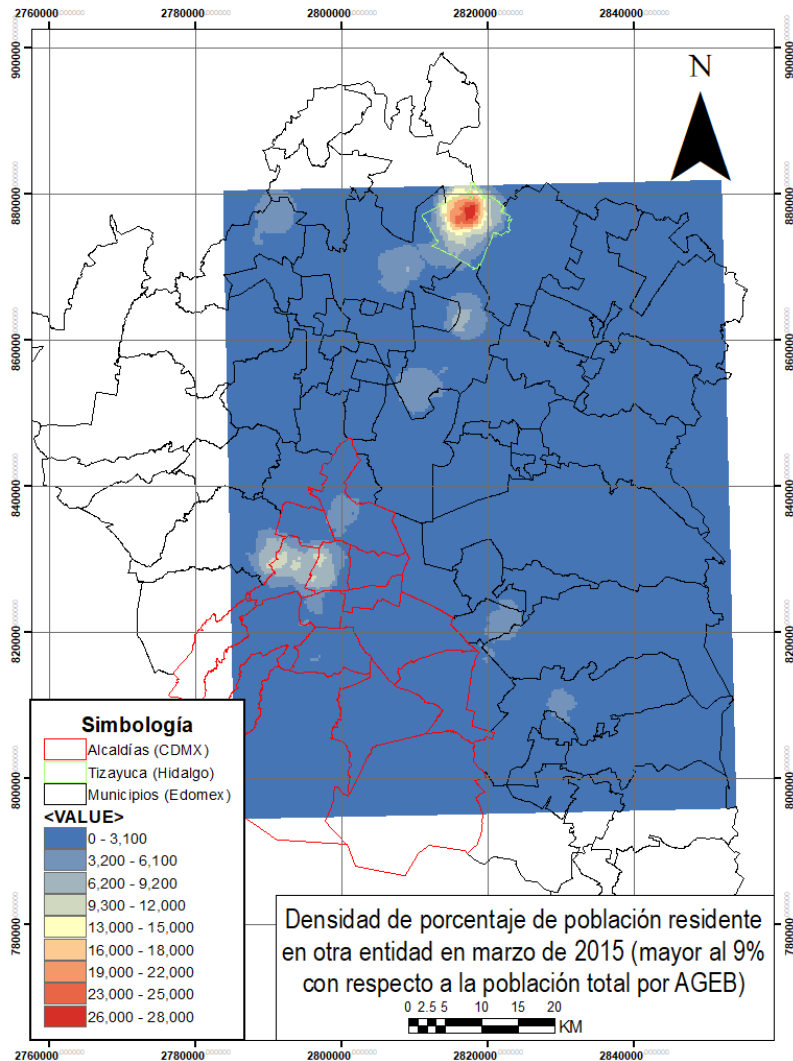 2760000 2780000 2800000 2820000 2840000
900000 900000
N
880000 880000
860000 860000
840000 840000
820000 820000
800000 800000
780000 780000
Simbología
Alcaldías (CDMX)
Tizayuca (Hidalgo)
Municipios (Edomex)
<VALUE>
0 - 3,100
3,200 - 6,100
6,200 - 9,200
9,300 - 12,000
13,000 - 15,000
16,000 - 18,000
19,000 - 22,000
23,000 - 25,000
26,000 - 28,000
Densidad de porcentaje de población residente
en otra entidad en marzo de 2015 (mayor al 9%
con respecto a la población total por AGEB)
0 2.5 5 10 15 20
KM
2760000 2780000 2800000 2820000 2840000